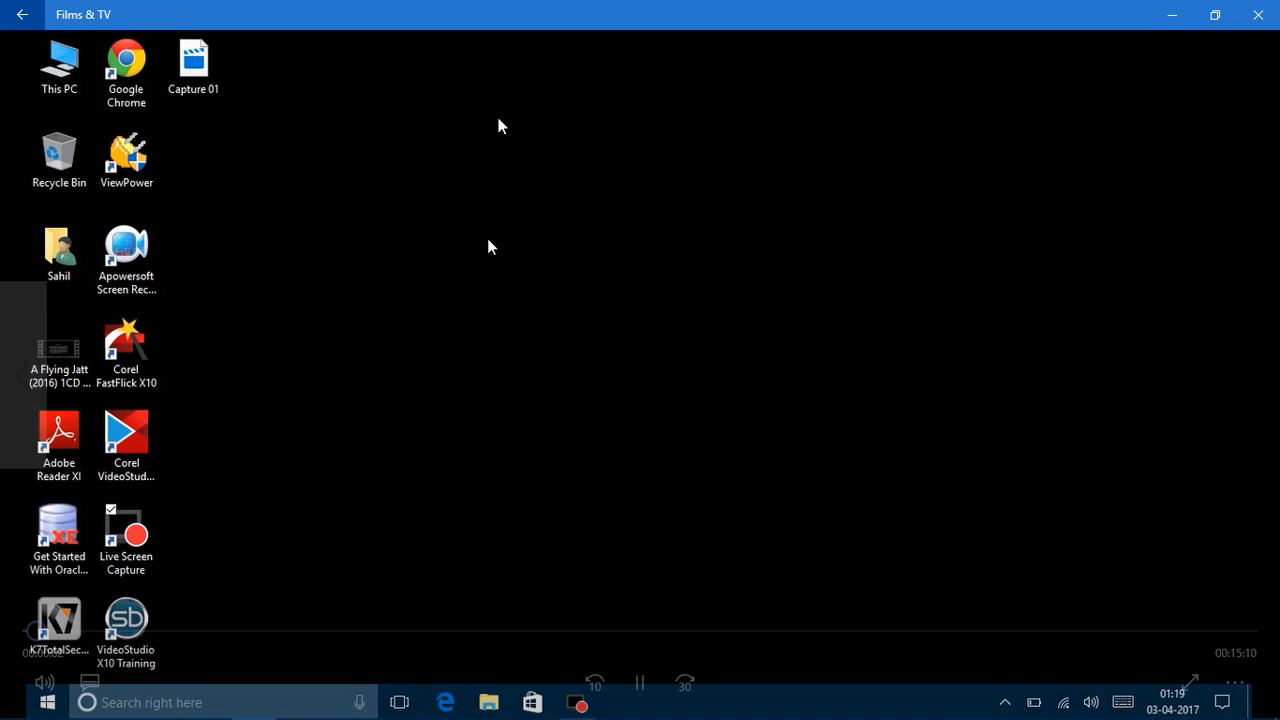 Films & TV
This PC
Google
Chrome
Capture 01
Recycle Bin
ViewPower
Sahil
Apowersoft
Screen Rec...
A Flying Jatt
(2016) 1CD ...
Corel
FastFlick X10
Adobe
Reader XI
Corel
VideoStud...
Get Started
With Oracl...
Live Screen
Capture
K7TotalSec...
VideoStudio
X10 Training
00:15:10
10
30
Search right here
01:19
03-04-2017